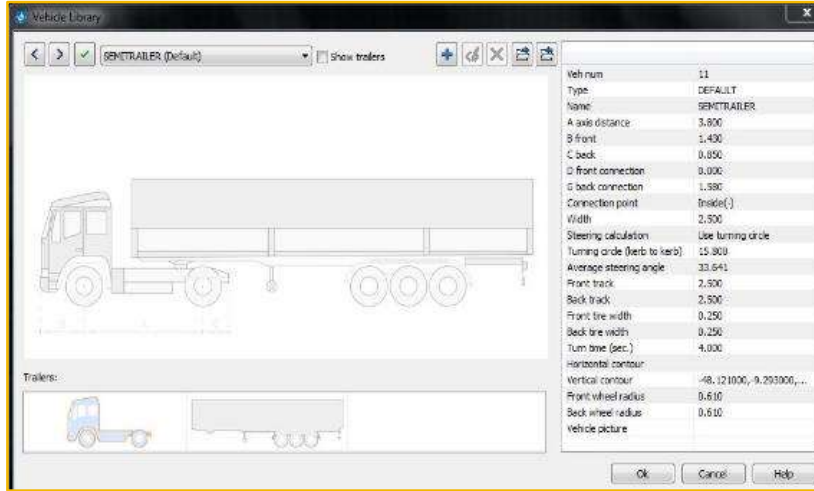 Vehicle Library
SEMITRAILER (Default)
Show trailers
Veh num 11
Type DEFAULT
Name SEMITRAILER
A axis distance 3.800
B front 1.430
C back 0.850
D front connection 0.000
G back connection 1.580
Connection point Inside(-)
Width 2.500
Steering calculation Use turning circle
Turning circle (kerb to kerb) 15.808
Average steering angle 33.641
Front track 2.500
Back track 2.500
Front tire width 0.250
Back tire width 0.250
Turn time (sec.) 4.000
Horizontal contour
Vertical contour -48.121000,-9.293000,...
Front wheel radius 0.610
Back wheel radius 0.610
Vehicle picture
Trailers:
Ok Cancel Help